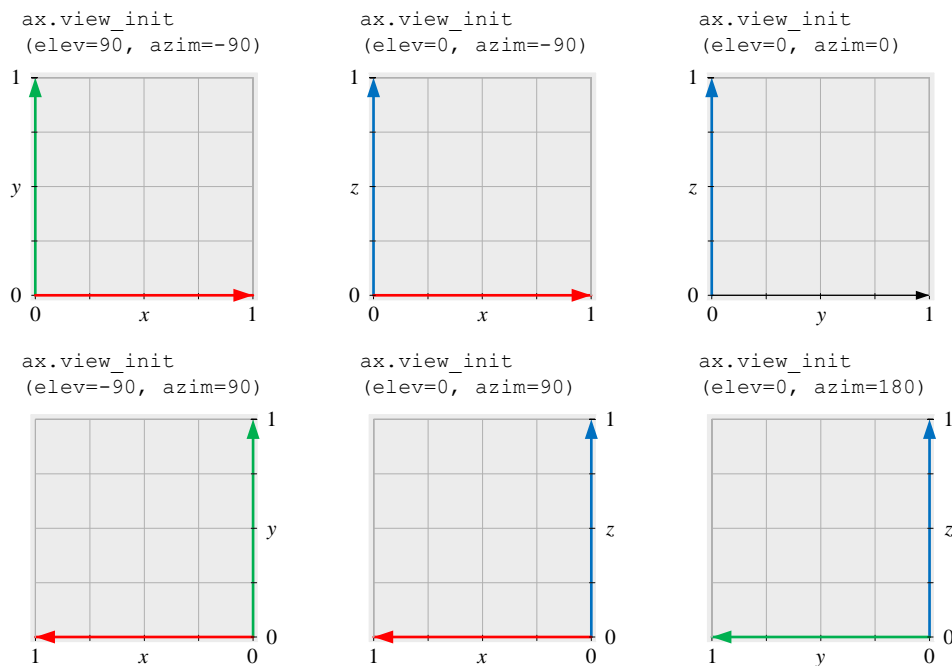 ax.view_init
(elev=90, azim=-90)
ax.view_init
(elev=0, azim=-90)
ax.view_init
(elev=0, azim=0)
1
y
0
0 x 1
1
z
0
0 x 1
1
z
0
0 y 1
ax.view_init
(elev=-90, azim=90)
ax.view_init
(elev=0, azim=90)
ax.view_init
(elev=0, azim=180)
1
y
0
1 x 0
1
z
0
1 x 0
1
z
0
1 y 0